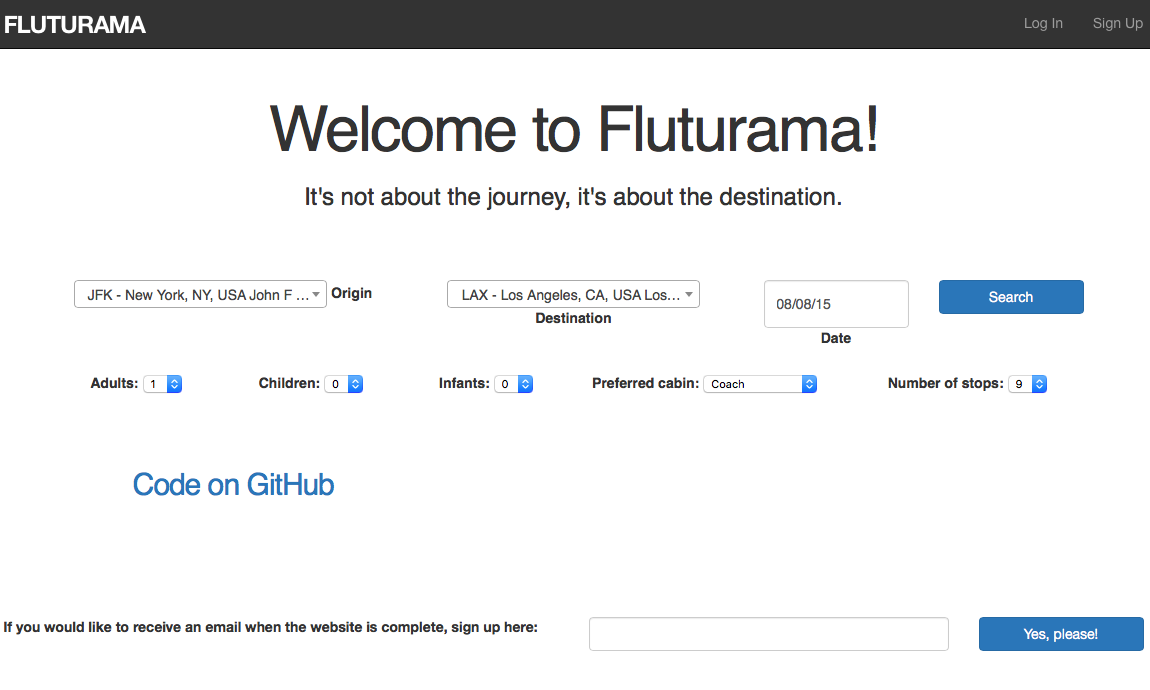 FLUTURAMA Log In Sign Up
Welcome to Fluturama!
It's not about the journey, it's about the destination.
JFK - New York, NY, USA John F ... Origin LAX - Los Angeles, CA, USA Los... 08/08/15 Search
Destination
Date
Adults: 1 Children: 0 Infants: 0 Preferred cabin: Coach Number of stops: 9
Code on GitHub
If you would like to receive an email when the website is complete, sign up here: Yes, please!